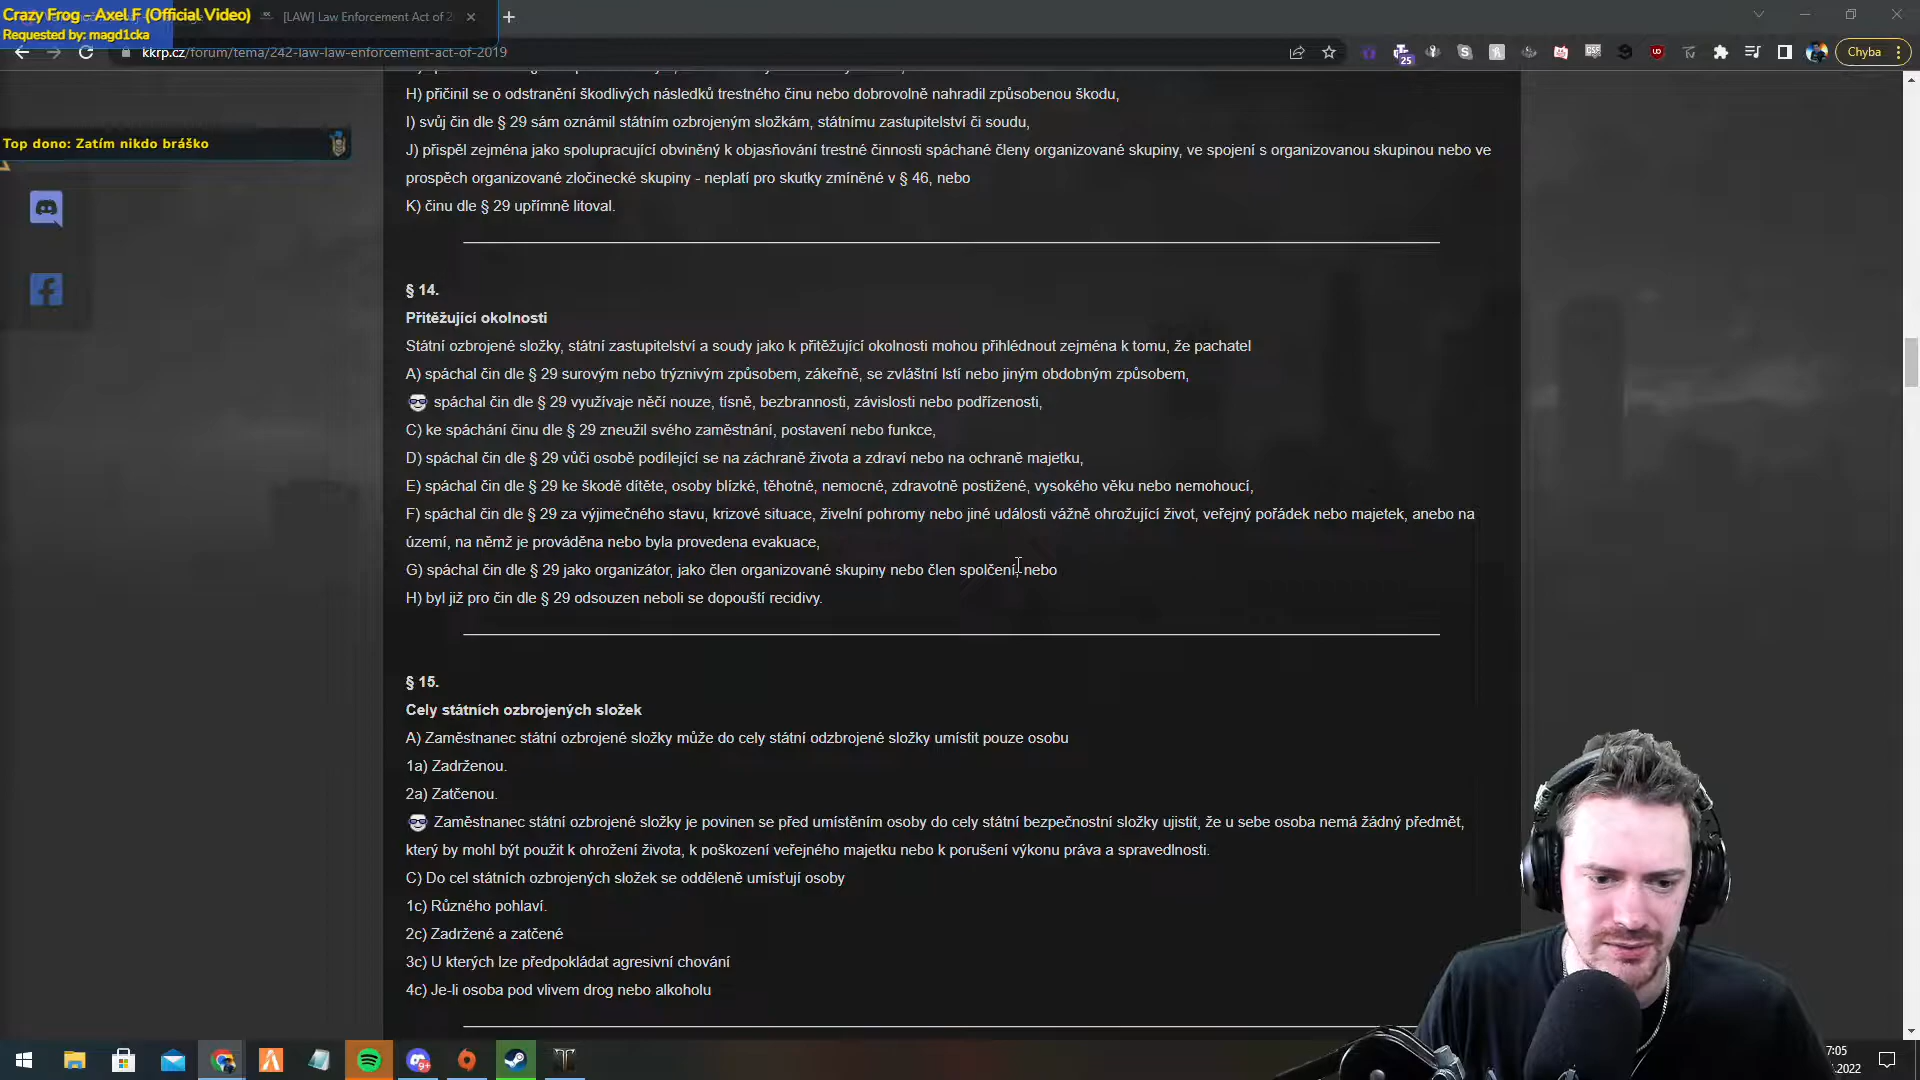 Crazy Frog - Axel F (Official Video)
Requested by: magd1cka
[LAW] Law Enforcement Act of 2
kkrp.cz/forum/tema/242-law-law-enforcement-act-of-2019
25
Chyba
Top dono: Zatím nikdo bráško
H) přičinil se o odstranění škodlivých následků trestného činu nebo dobrovolně nahradil způsobenou škodu,
I) svůj čin dle § 29 sám oznámil státním ozbrojeným složkám, státnímu zastupitelství či soudu,
J) přispěl zejména jako spolupracující obviněný k objasňování trestné činnosti spáchané členy organizované skupiny, ve spojení s organizovanou skupinou nebo ve
prospěch organizované zločinecké skupiny - neplatí pro skutky zmíněné v § 46, nebo
K) činu dle § 29 upřímně litoval.
§ 14.
Přitěžující okolnosti
Státní ozbrojené složky, státní zastupitelství a soudy jako k přitěžující okolnosti mohou přihlédnout zejména k tomu, že pachatel
A) spáchal čin dle § 29 surovým nebo trýznivým způsobem, zákeřně, se zvláštní lstí nebo jiným obdobným způsobem,
spáchal čin dle § 29 využívaje něčí nouze, tísně, bezbrannosti, závislosti nebo podřízenosti,
C) ke spáchání činu dle § 29 zneužil svého zaměstnání, postavení nebo funkce,
D) spáchal čin dle § 29 vůči osobě podílející se na záchraně života a zdraví nebo na ochraně majetku,
E) spáchal čin dle § 29 ke škodě dítěte, osoby blízké, těhotné, nemocné, zdravotně postižené, vysokého věku nebo nemohoucí,
F) spáchal čin dle § 29 za výjimečného stavu, krizové situace, živelní pohromy nebo jiné události vážně ohrožující život, veřejný pořádek nebo majetek, anebo na
území, na němž je prováděna nebo byla provedena evakuace,
G) spáchal čin dle § 29 jako organizátor, jako člen organizované skupiny nebo člen spolčení, nebo
H) byl již pro čin dle § 29 odsouzen neboli se dopouští recidivy.
§ 15.
Cely státních ozbrojených složek
A) Zaměstnanec státní ozbrojené složky může do cely státní odzbrojené složky umístit pouze osobu
1a) Zadrženou.
2a) Zatčenou.
Zaměstnanec státní ozbrojené složky je povinen se před umístěním osoby do cely státní bezpečnostní složky ujistit, že u sebe osoba nemá žádný předmět,
který by mohl být použit k ohrožení života, k poškození veřejného majetku nebo k porušení výkonu práva a spravedlnosti.
C) Do cel státních ozbrojených složek se odděleně umísťují osoby
1c) Různého pohlaví.
2c) Zadržené a zatčené
3c) U kterých lze předpokládat agresivní chování
4c) Je-li osoba pod vlivem drog nebo alkoholu
9+
7:05
.2022